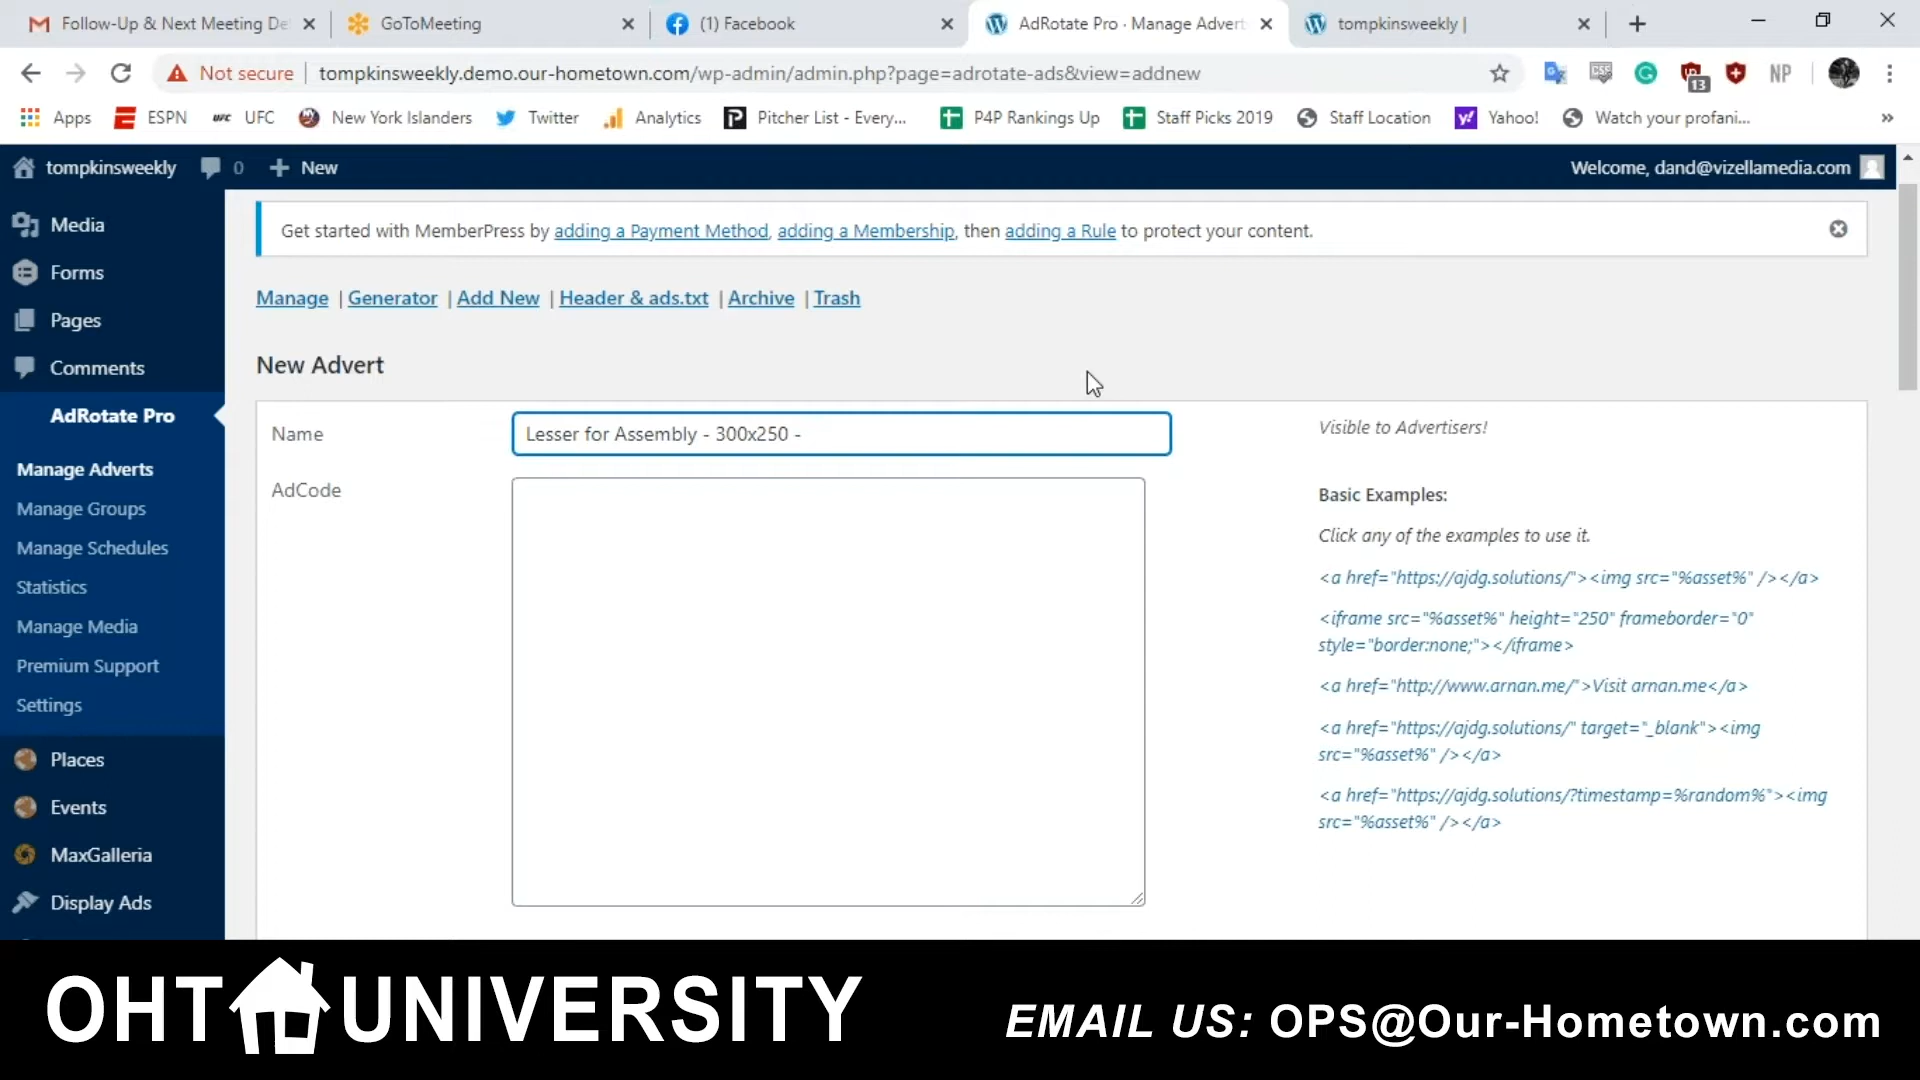 Follow-Up & Next Meeting De
GoToMeeting
(1) Facebook
AdRotate Pro · Manage Advert
tompkinsweekly |
Not secure | tompkinsweekly.demo.our-hometown.com/wp-admin/admin.php?page=adrotate-ads&view=addnew
13
NP
Apps
ESPN
UFC
New York Islanders
Twitter
Analytics
Pitcher List - Every...
P4P Rankings Up
Staff Picks 2019
Staff Location
Yahoo!
Watch your profani...
»
tompkinsweekly
0
+ New
Welcome, dand@vizellamedia.com
Media
Forms
Pages
Comments
AdRotate Pro
Manage Adverts
Manage Groups
Manage Schedules
Statistics
Manage Media
Premium Support
Settings
Places
Events
MaxGalleria
Display Ads
Get started with MemberPress by adding a Payment Method, adding a Membership, then adding a Rule to protect your content.
Manage | Generator | Add New | Header & ads.txt | Archive | Trash
New Advert
Name
Lesser for Assembly - 300x250 -
Visible to Advertisers!
AdCode
Basic Examples:
Click any of the examples to use it.
<a href="https://ajdg.solutions/"><img src="%asset%" /></a>
<iframe src="%asset%" height="250" frameborder="0"
style="border:none;"></iframe>
<a href="http://www.arnan.me/">Visit arnan.me</a>
<a href="https://ajdg.solutions/" target="_blank"><img
src="%asset%" /></a>
<a href="https://ajdg.solutions/?timestamp=%random%"><img
src="%asset%" /></a>
OHT UNIVERSITY
EMAIL US: OPS@Our-Hometown.com